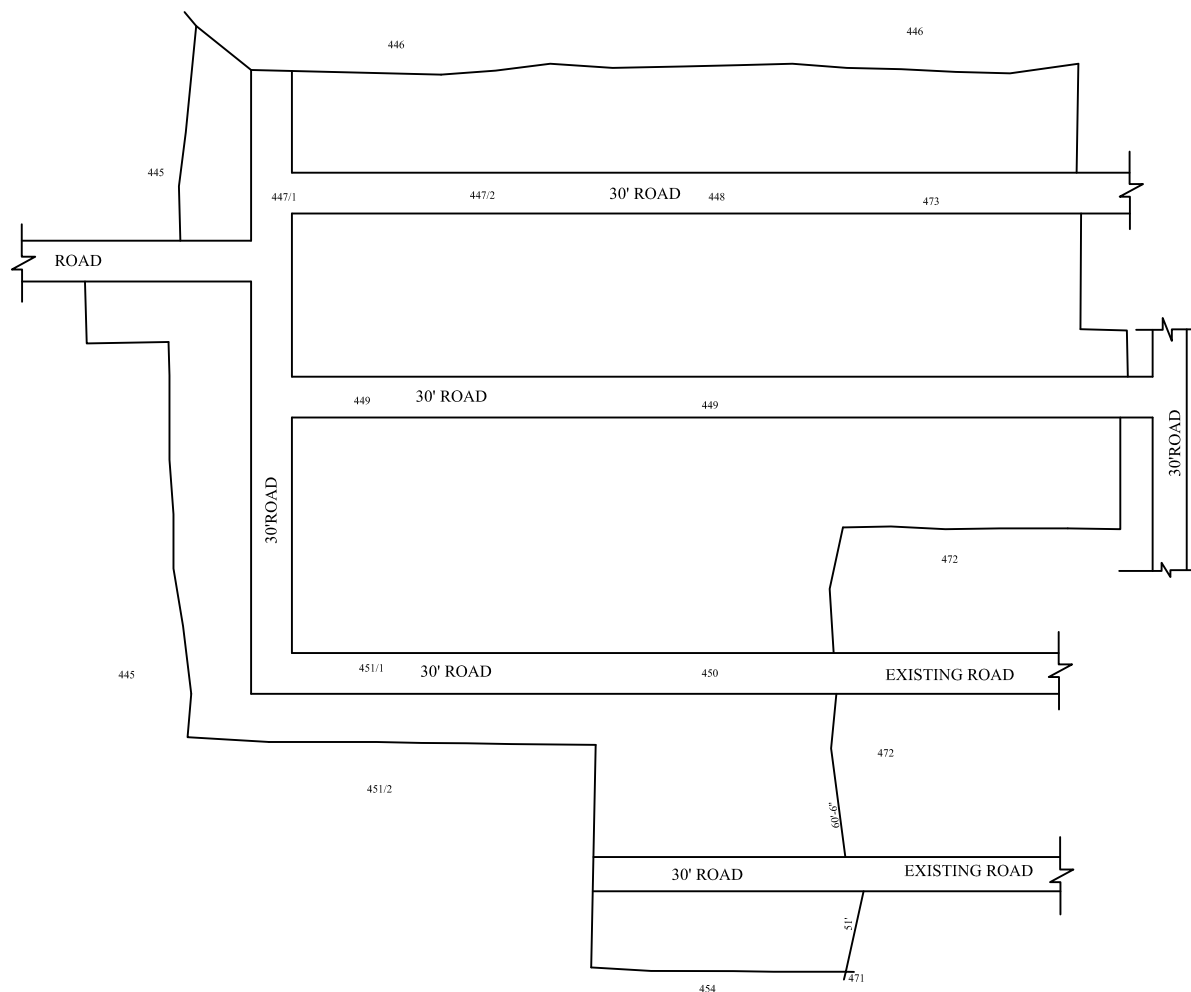 446
446
445
447/1
447/2
30' ROAD
448
473
ROAD
449
30' ROAD
449
30'ROAD
30'ROAD
472
445
451/1
30' ROAD
450
EXISTING ROAD
472
451/2
60'-6"
30' ROAD
EXISTING ROAD
51'
471
454